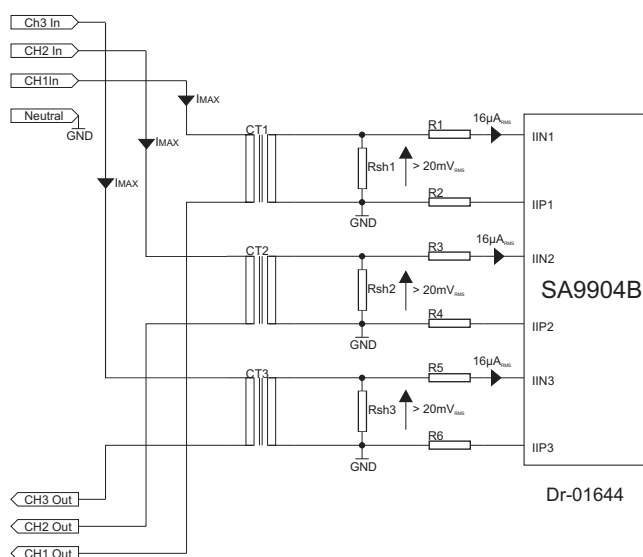 Ch3 In
CH2 In
CH1In
Neutral
GND
IMAX
IMAX
IMAX
CT1
Rsh1
> 20mVRMS
GND
R1
R2
16µARMS
IIN1
IIP1
CT2
Rsh2
> 20mVRMS
GND
R3
R4
16µARMS
IIN2
IIP2
SA9904B
CT3
Rsh3
> 20mVRMS
GND
R5
R6
16µARMS
IIN3
IIP3
CH3 Out
CH2 Out
CH1 Out
Dr-01644